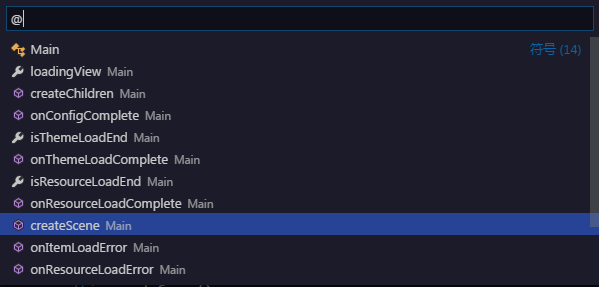 @
Main 符号 (14)
loadingView Main
createChildren Main
onConfigComplete Main
isThemeLoadEnd Main
onThemeLoadComplete Main
isResourceLoadEnd Main
onResourceLoadComplete Main
createScene Main
onItemLoadError Main
onResourceLoadError Main